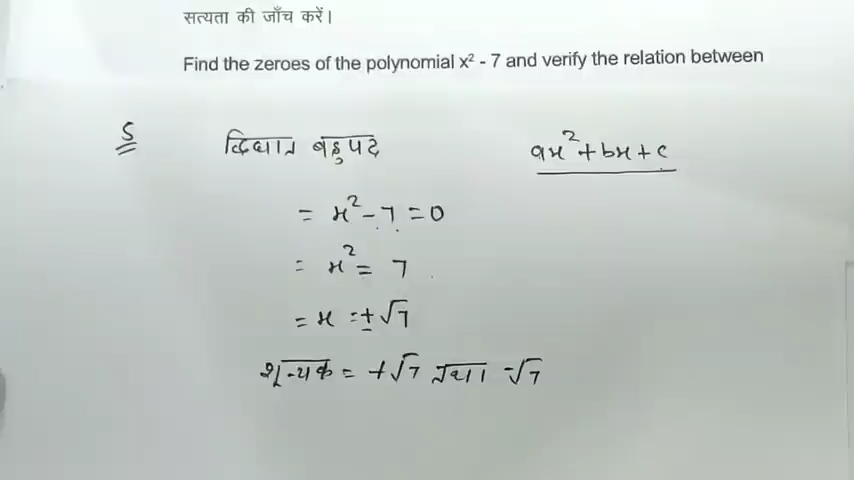 सत्यता की जाँच करें।
Find the zeroes of the polynomial x² - 7 and verify the relation between
S
द्विघात बहुपद
ax² + bx + c
= x² - 7 = 0
= x² = 7
= x = ±√7
शून्यक = +√7 तथा -√7